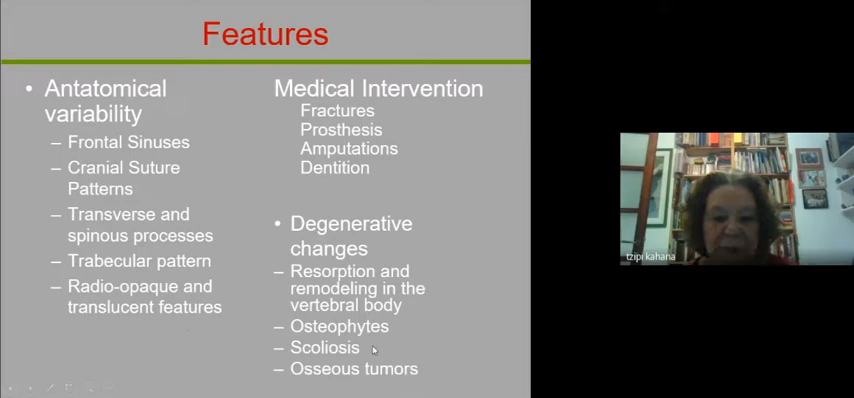 Features
• Antatomical
variability
– Frontal Sinuses
– Cranial Suture
Patterns
– Transverse and
spinous processes
– Trabecular pattern
– Radio-opaque and
translucent features
Medical Intervention
Fractures
Prosthesis
Amputations
Dentition
• Degenerative
changes
– Resorption and
remodeling in the
vertebral body
– Osteophytes
– Scoliosis
– Osseous tumors
tzipi kahana